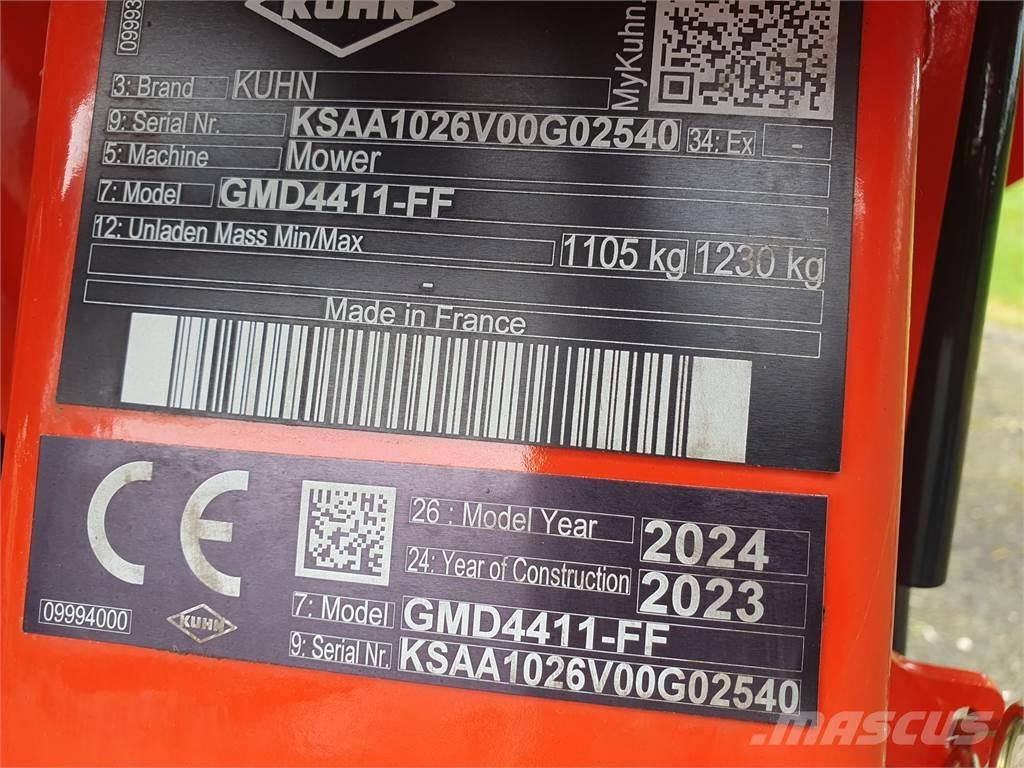 KUHN
09993
MyKuhn
3: Brand KUHN
9: Serial Nr. KSAA1026V00G02540 34: Ex -
5: Machine Mower
7: Model GMD4411-FF
12: Unladen Mass Min/Max 1105 kg 1230 kg
-
Made in France
CE
26 : Model Year 2024
24: Year of Construction 2023
7: Model GMD4411-FF
9: Serial Nr. KSAA1026V00G02540
09994000
KUHN
MASCUS